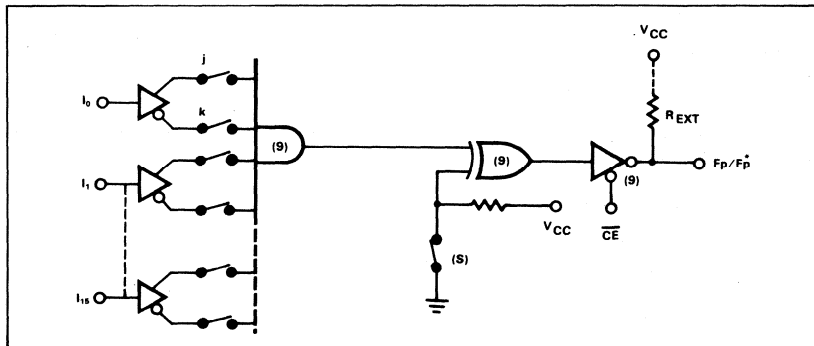 j
VCC
I0
k
REXT
(9)
(9)
(9)
Fp/Fp*
I1
VCC
CE
(S)
I15